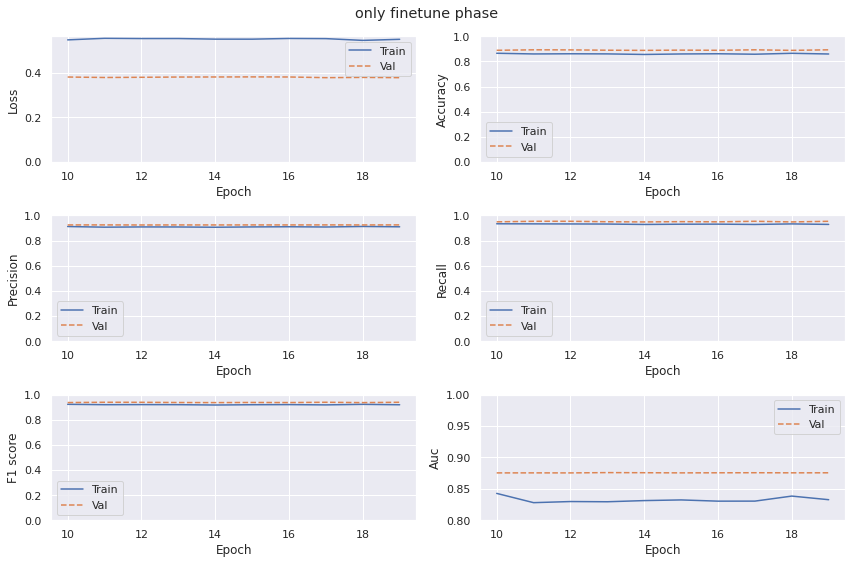 only finetune phase
Loss
0.4
0.2
0.0
Train
Val
10
12
14
16
18
Epoch
Accuracy
1.0
0.8
0.6
0.4
0.2
0.0
Train
Val
10
12
14
16
18
Epoch
Precision
1.0
0.8
0.6
0.4
0.2
0.0
Train
Val
10
12
14
16
18
Epoch
Recall
1.0
0.8
0.6
0.4
0.2
0.0
Train
Val
10
12
14
16
18
Epoch
F1 score
1.0
0.8
0.6
0.4
0.2
0.0
Train
Val
10
12
14
16
18
Epoch
Auc
1.00
0.95
0.90
0.85
0.80
Train
Val
10
12
14
16
18
Epoch